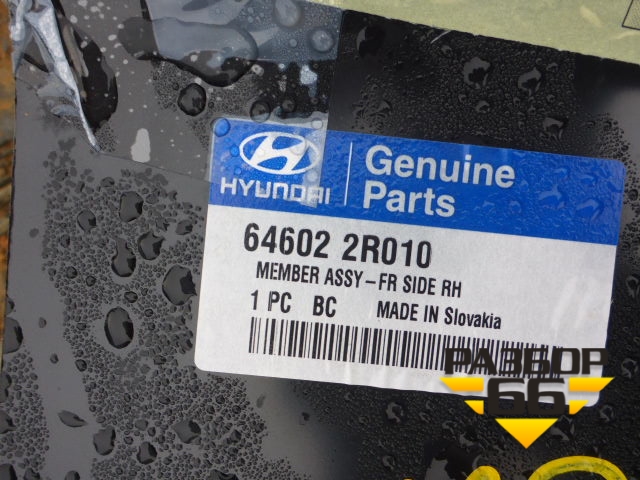 HYUNDAI
Genuine
Parts
64602 2R010
MEMBER ASSY-FR SIDE RH
1 PC BC MADE IN Slovakia
РАЗБОР
66